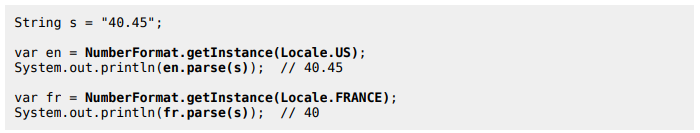 String s = "40.45";
var en = NumberFormat.getInstance(Locale.US);
System.out.println(en.parse(s));  // 40.45
var fr = NumberFormat.getInstance(Locale.FRANCE);
System.out.println(fr.parse(s));  // 40